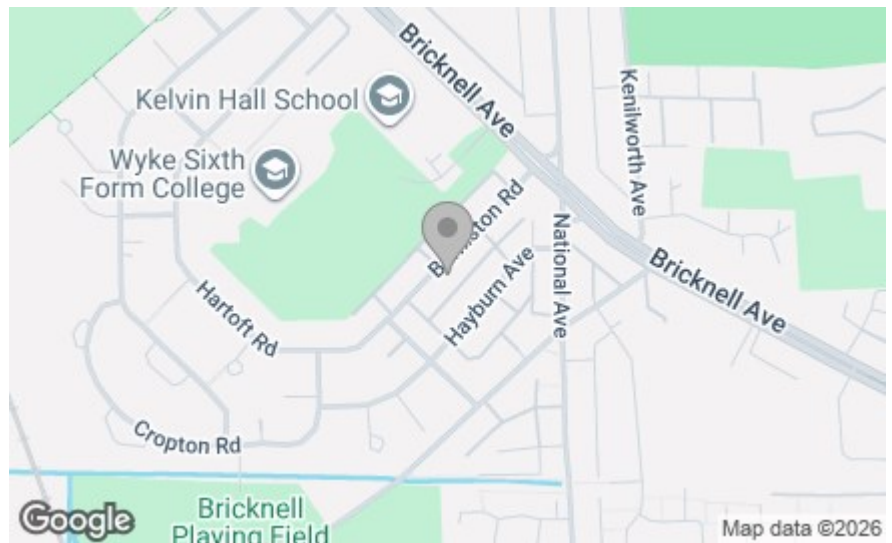 Bricknell Ave
Kelvin Hall School
Wyke Sixth
Form College
Kenilworth Ave
National Ave
Hayburn Ave
Bricknell Ave
Hartoft Rd
Cropton Rd
Bricknell
Playing Field
Google
Map data ©2026